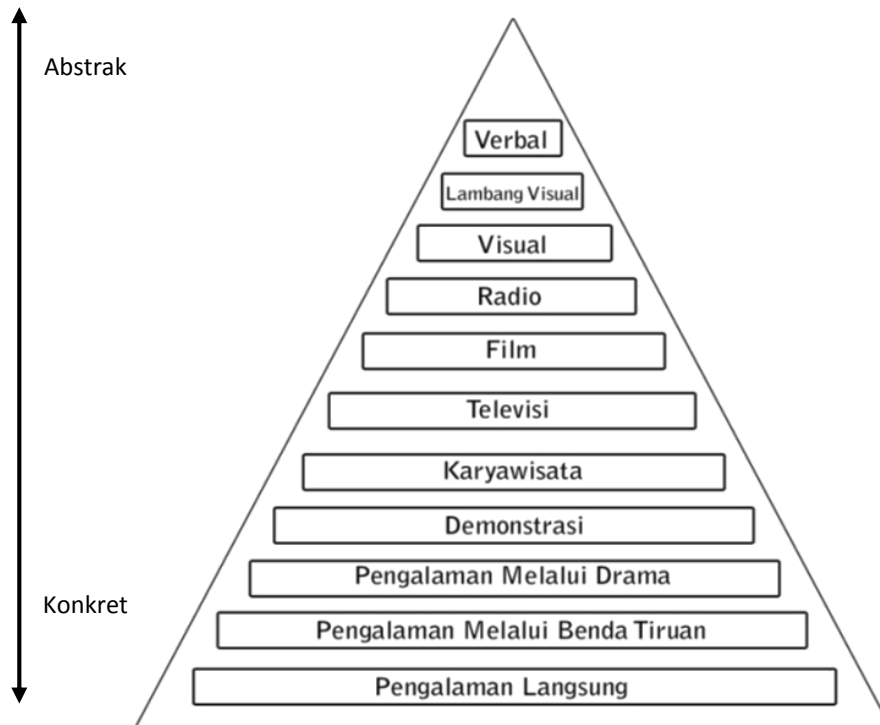 Abstrak
Verbal
Lambang Visual
Visual
Radio
Film
Televisi
Karyawisata
Demonstrasi
Pengalaman Melalui Drama
Konkret
Pengalaman Melalui Benda Tiruan
Pengalaman Langsung